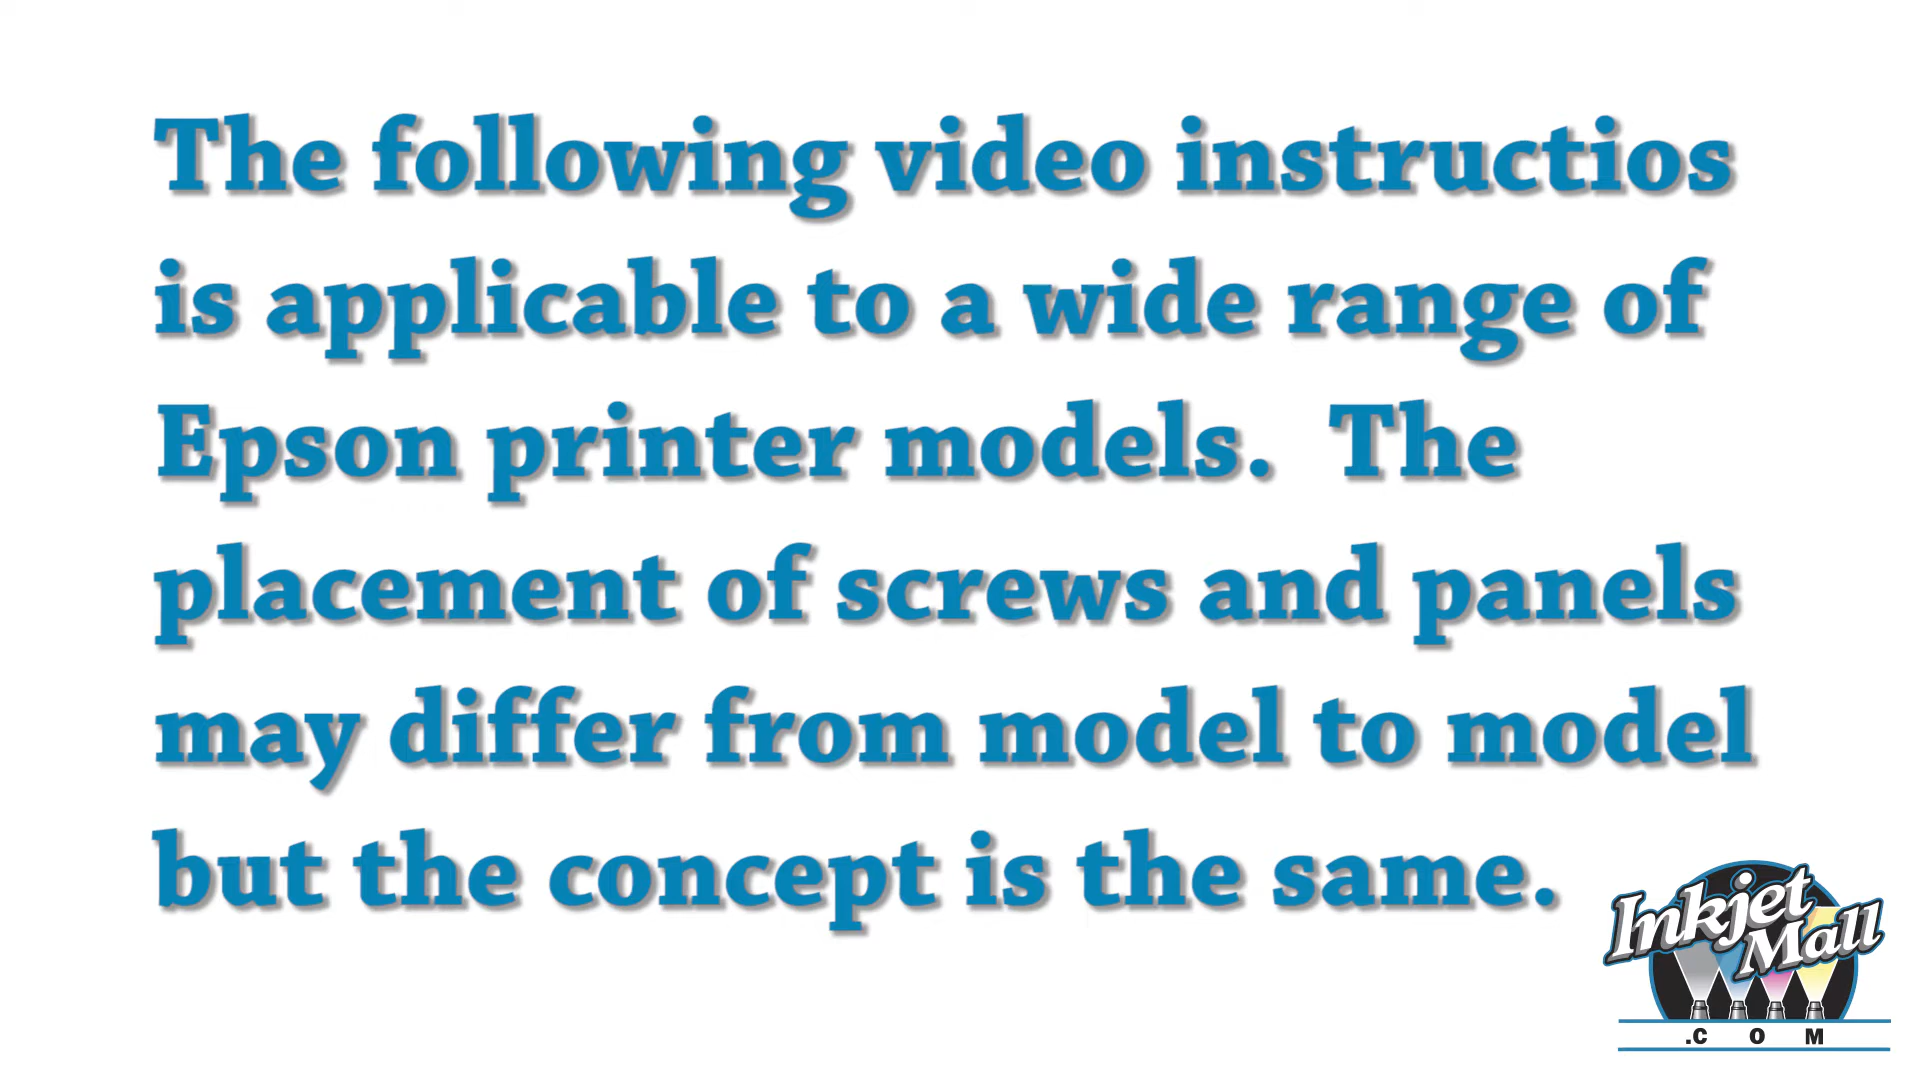 The following video instructios
is applicable to a wide range of
Epson printer models.  The
placement of screws and panels
may differ from model to model
but the concept is the same.
Inkjet
Mall
.COM